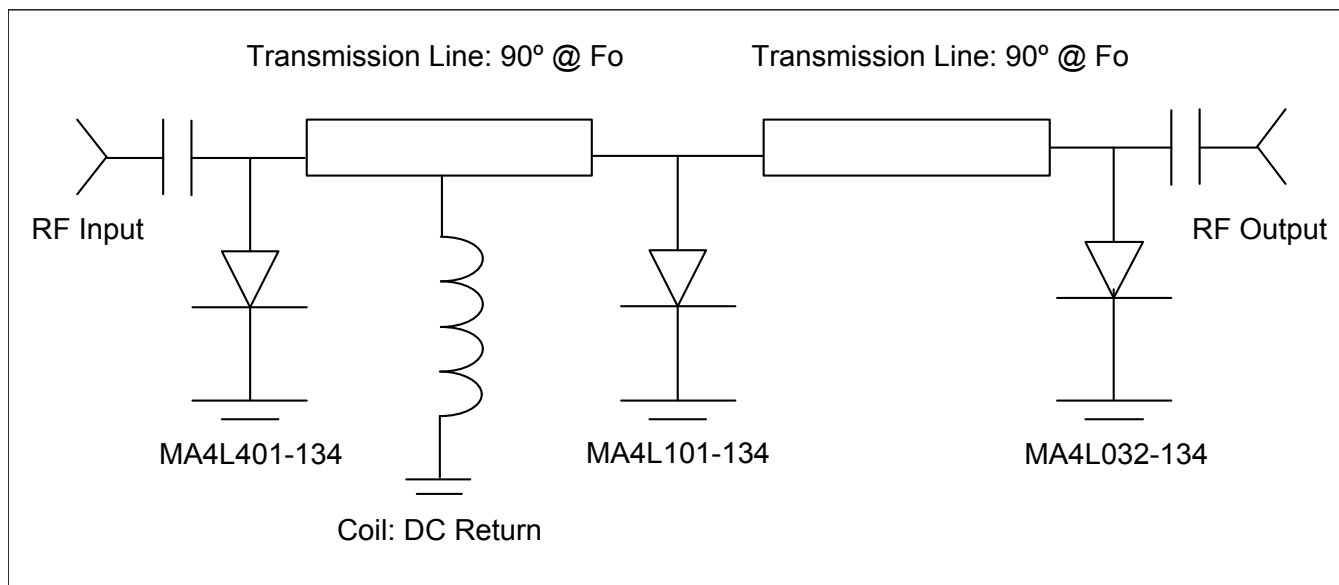 Transmission Line: 90º @ Fo
Transmission Line: 90º @ Fo
RF Input
RF Output
MA4L401-134
MA4L101-134
MA4L032-134
Coil: DC Return